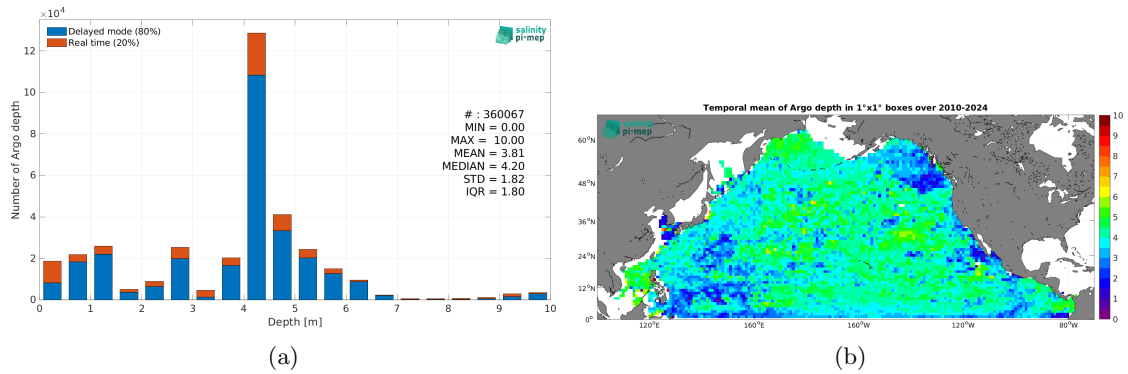 ×10⁴
Delayed mode (80%)
Real time (20%)
salinity
pi-mep
12
10
8
6
4
2
0
Number of Argo depth
# : 360067
MIN = 0.00
MAX = 10.00
MEAN = 3.81
MEDIAN = 4.20
STD = 1.82
IQR = 1.80
0 1 2 3 4 5 6 7 8 9 10
Depth [m]
(a)
Temporal mean of Argo depth in 1°x1° boxes over 2010-2024
salinity
pi-mep
60°N
48°N
36°N
24°N
12°N
0°
120°E 160°E 160°W 120°W 80°W
10
9
8
7
6
5
4
3
2
1
0
(b)